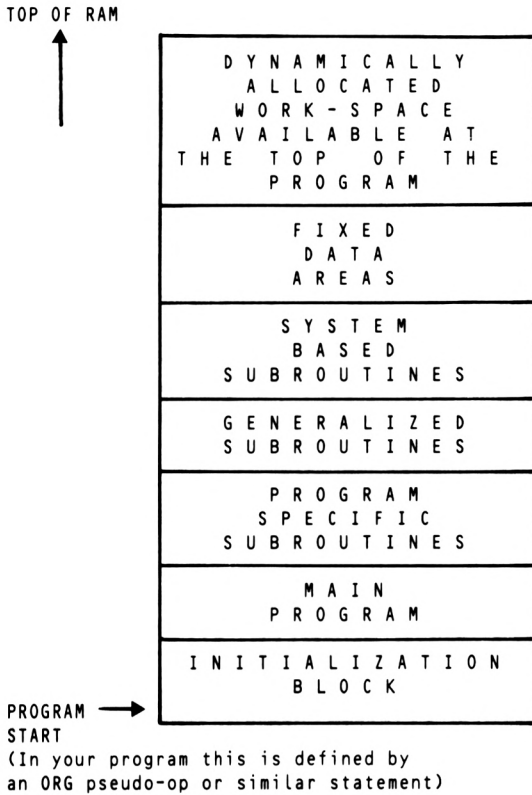 TOP OF RAM
DYNAMICALLY
ALLOCATED
WORK-SPACE
AVAILABLE AT
THE TOP OF THE
PROGRAM
FIXED
DATA
AREAS
SYSTEM
BASED
SUBROUTINES
GENERALIZED
SUBROUTINES
PROGRAM
SPECIFIC
SUBROUTINES
MAIN
PROGRAM
INITIALIZATION
BLOCK
PROGRAM
START
(In your program this is defined by
an ORG pseudo-op or similar statement)